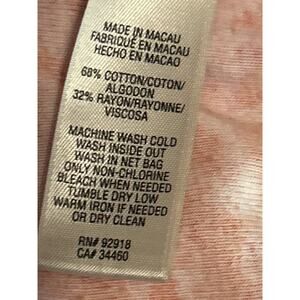 MADE IN MACAU
FABRIQUÉ EN MACAU
HECHO EN MACAO
68% COTTON/COTON/
ALGODON
32% RAYON/RAYONNE/
VISCOSA
MACHINE WASH COLD
WASH INSIDE OUT
WASH IN NET BAG
ONLY NON-CHLORINE
BLEACH WHEN NEEDED
TUMBLE DRY LOW
WARM IRON IF NEEDED
OR DRY CLEAN
RN# 92918
CA# 34460